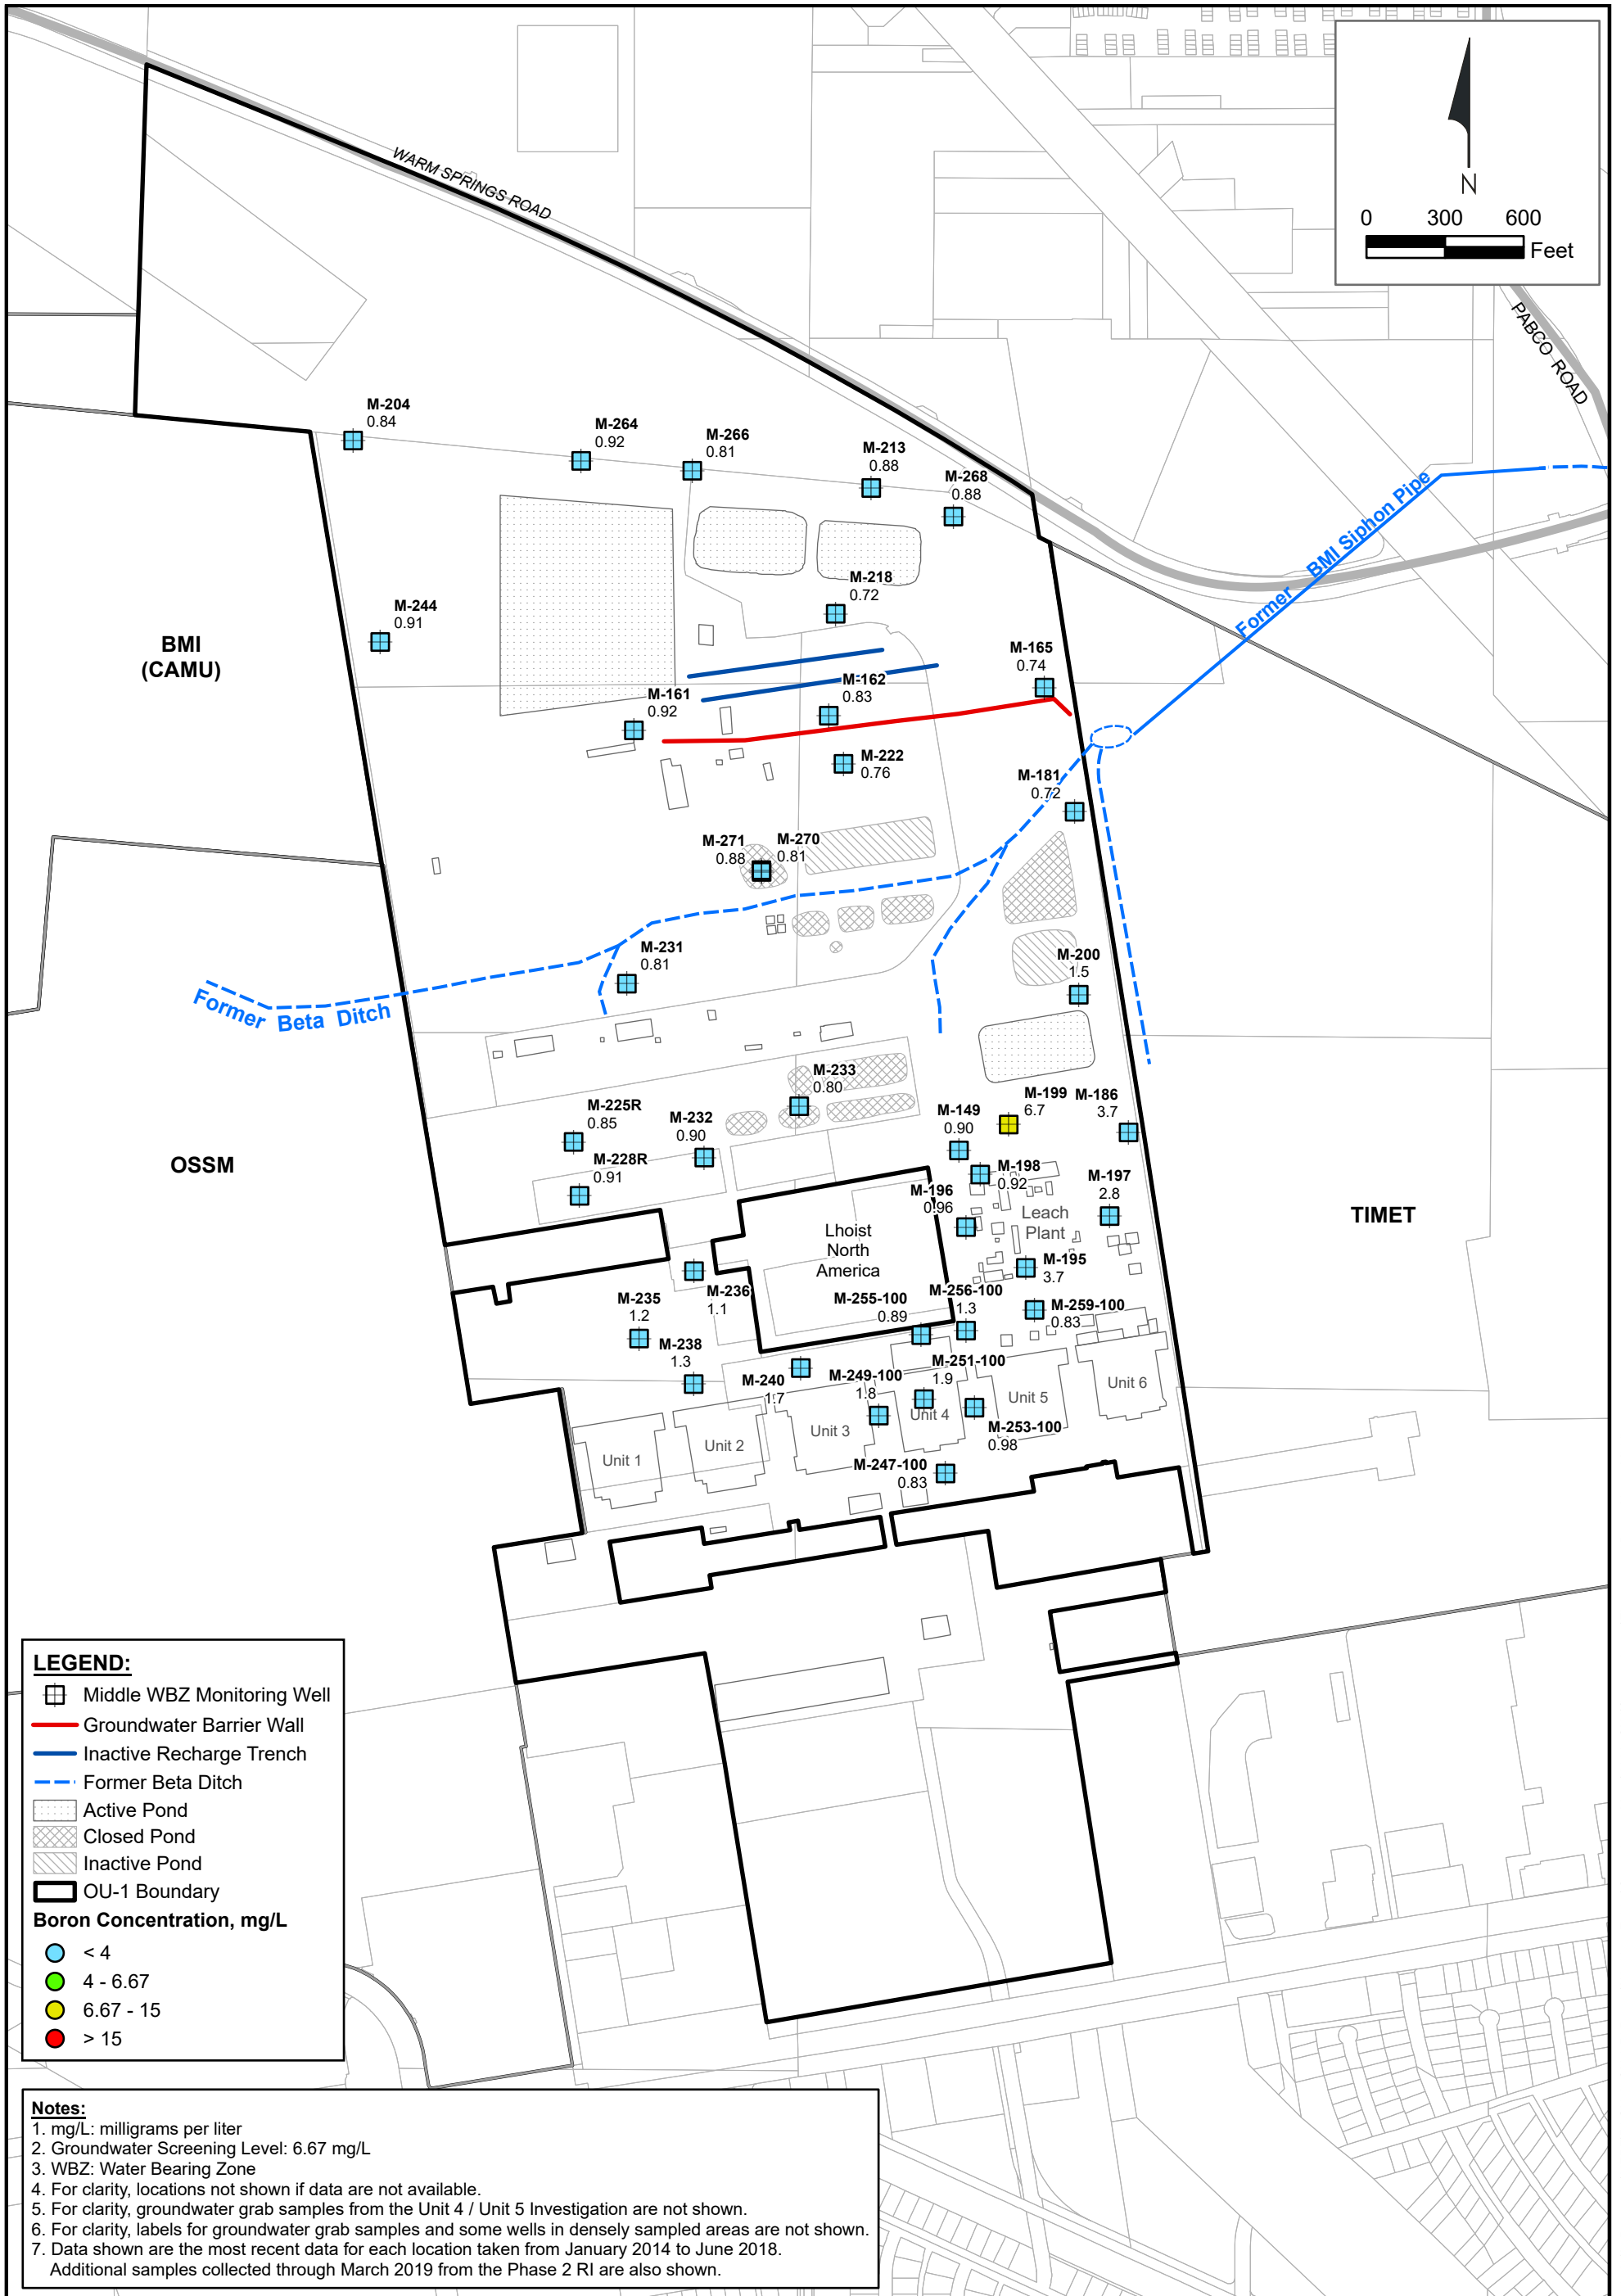 WARM SPRINGS ROAD
N
0 300 600
Feet
PABCO ROAD
M-204
0.84
M-264
0.92
M-266
0.81
M-213
0.88
M-268
0.88
Former BMI Siphon Pipe
M-218
0.72
M-244
0.91
BMI
(CAMU)
M-165
0.74
M-162
0.83
M-161
0.92
M-222
0.76
M-181
0.72
M-271
0.88
M-270
0.81
M-231
0.81
M-200
1.5
Former Beta Ditch
M-233
0.80
M-199
6.7
M-186
3.7
M-225R
0.85
M-232
0.90
M-149
0.90
OSSM
M-228R
0.91
M-198
0.92
M-197
2.8
M-196
0.96
Leach
Plant
TIMET
Lhoist
North
America
M-195
3.7
M-236
1.1
M-235
1.2
M-255-100
0.89
M-256-100
1.3
M-259-100
0.83
M-238
1.3
M-240
1.7
M-249-100
1.8
M-251-100
1.9
M-253-100
0.98
M-247-100
0.83
Unit 1
Unit 2
Unit 3
Unit 4
Unit 5
Unit 6
LEGEND:
Middle WBZ Monitoring Well
Groundwater Barrier Wall
Inactive Recharge Trench
Former Beta Ditch
Active Pond
Closed Pond
Inactive Pond
OU-1 Boundary
Boron Concentration, mg/L
< 4
4 - 6.67
6.67 - 15
> 15
Notes:
1. mg/L: milligrams per liter
2. Groundwater Screening Level: 6.67 mg/L
3. WBZ: Water Bearing Zone
4. For clarity, locations not shown if data are not available.
5. For clarity, groundwater grab samples from the Unit 4 / Unit 5 Investigation are not shown.
6. For clarity, labels for groundwater grab samples and some wells in densely sampled areas are not shown.
7. Data shown are the most recent data for each location taken from January 2014 to June 2018.
Additional samples collected through March 2019 from the Phase 2 RI are also shown.